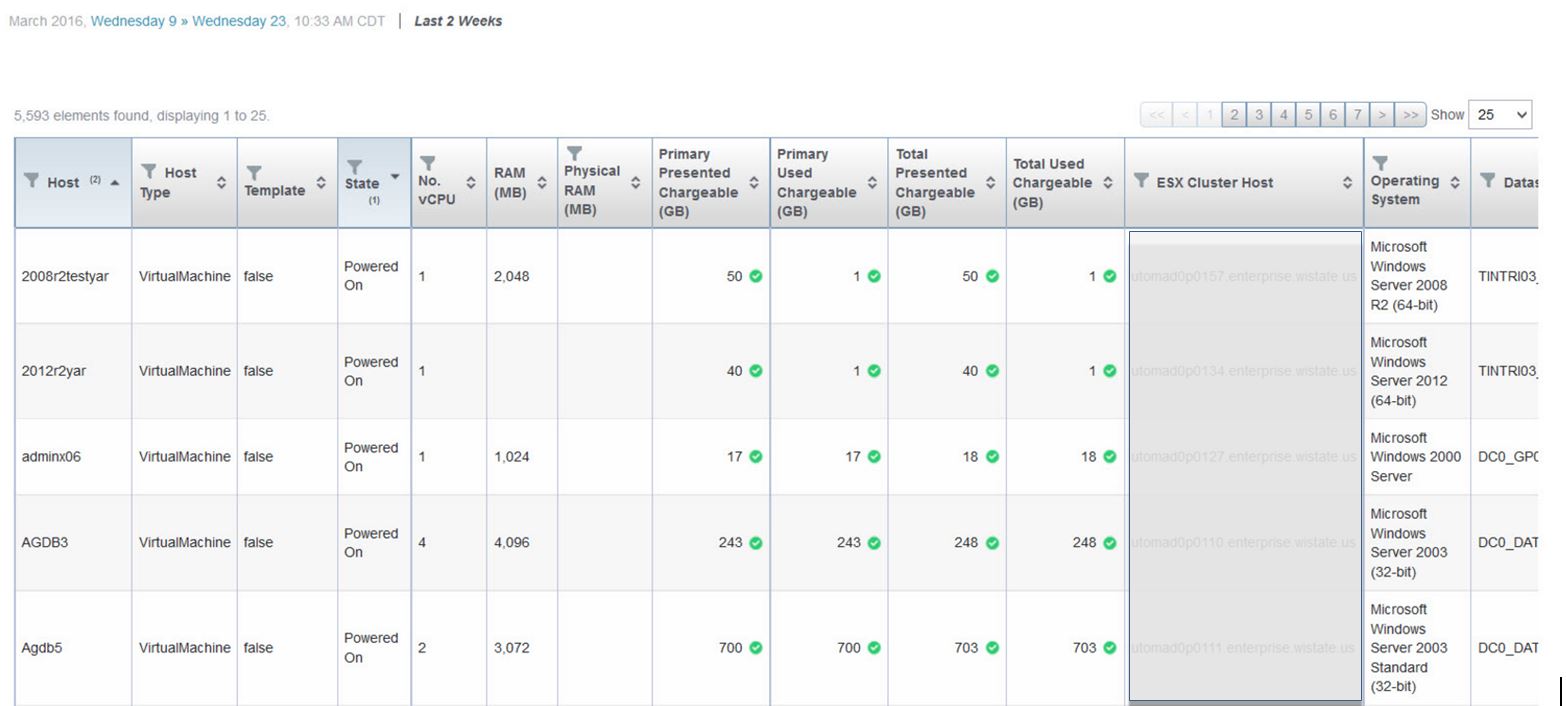 March 2016, Wednesday 9 » Wednesday 23, 10:33 AM CDT | Last 2 Weeks
5,593 elements found, displaying 1 to 25.
<< < 1 2 3 4 5 6 7 > >> Show 25
Host (2) Host Type Template State (1) No. vCPU RAM (MB) Physical RAM (MB) Primary Presented Chargeable (GB) Primary Used Chargeable (GB) Total Presented Chargeable (GB) Total Used Chargeable (GB) ESX Cluster Host Operating System Datas
2008r2testyar VirtualMachine false Powered On 1 2,048 50 1 50 1 utomad0p0157.enterprise.wistate.us Microsoft Windows Server 2008 R2 (64-bit) TINTRI03_
2012r2yar VirtualMachine false Powered On 1 40 1 40 1 utomad0p0134.enterprise.wistate.us Microsoft Windows Server 2012 (64-bit) TINTRI03_
adminx06 VirtualMachine false Powered On 1 1,024 17 17 18 18 utomad0p0127.enterprise.wistate.us Microsoft Windows 2000 Server DC0_GP0
AGDB3 VirtualMachine false Powered On 4 4,096 243 243 248 248 utomad0p0110.enterprise.wistate.us Microsoft Windows Server 2003 (32-bit) DC0_DAT
Agdb5 VirtualMachine false Powered On 2 3,072 700 700 703 703 utomad0p0111.enterprise.wistate.us Microsoft Windows Server 2003 Standard (32-bit) DC0_DAT